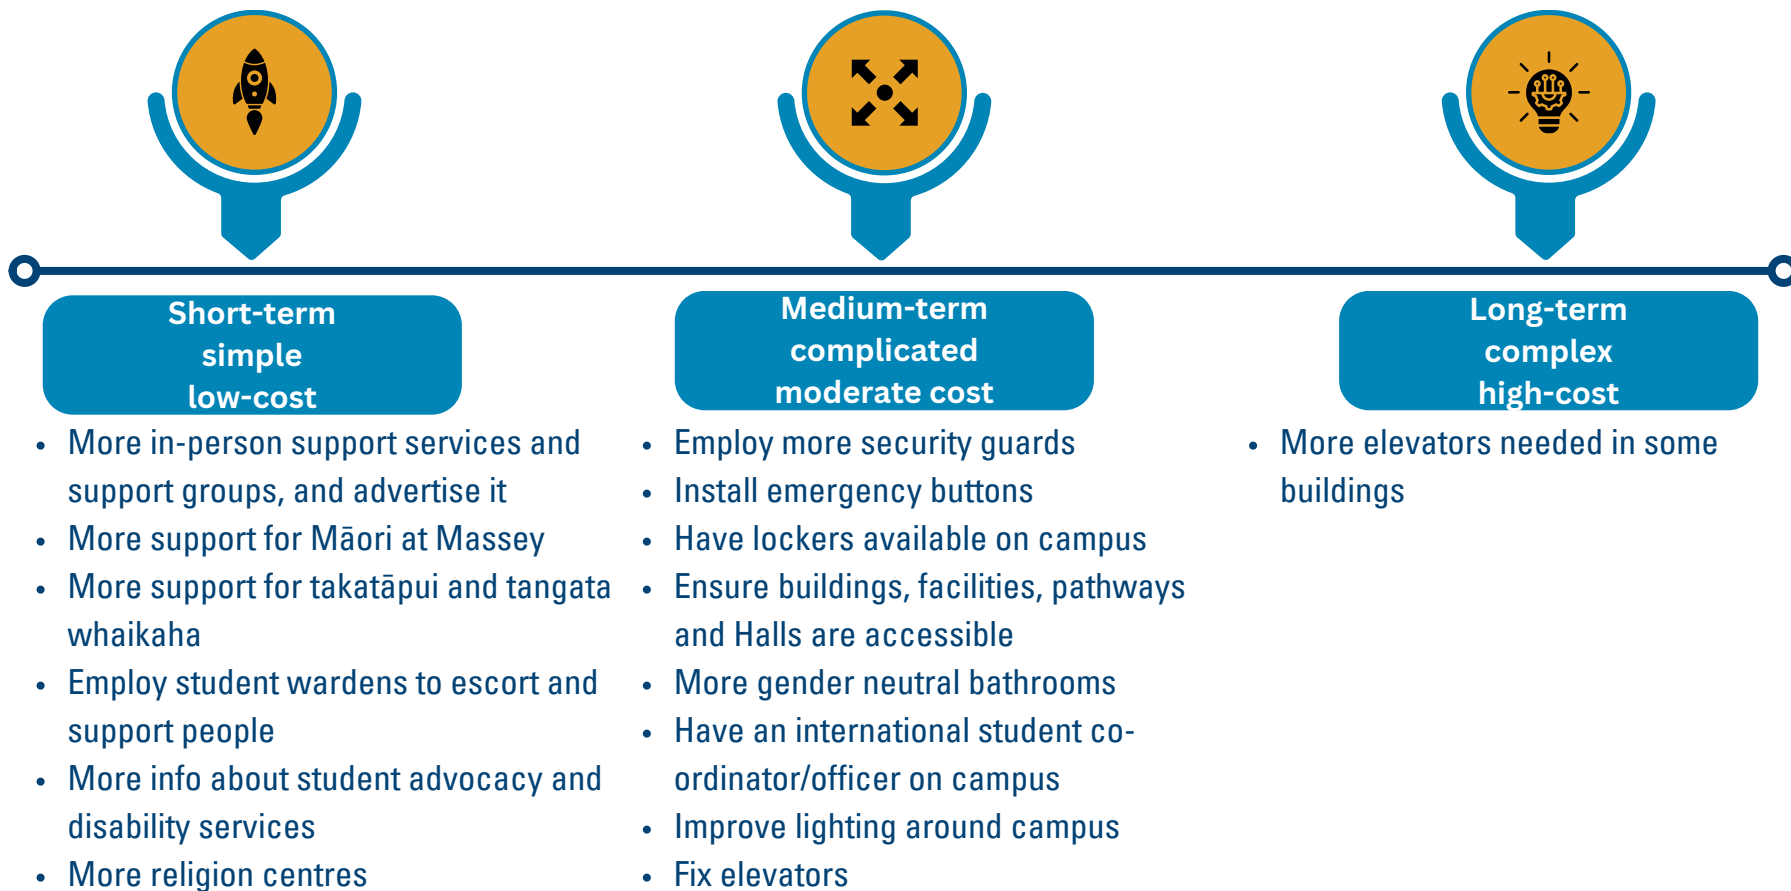 Short-term
simple
low-cost
• More in-person support services and
support groups, and advertise it
• More support for Māori at Massey
• More support for takatāpui and tangata
whaikaha
• Employ student wardens to escort and
support people
• More info about student advocacy and
disability services
• More religion centres
Medium-term
complicated
moderate cost
• Employ more security guards
• Install emergency buttons
• Have lockers available on campus
• Ensure buildings, facilities, pathways
and Halls are accessible
• More gender neutral bathrooms
• Have an international student co-
ordinator/officer on campus
• Improve lighting around campus
• Fix elevators
Long-term
complex
high-cost
• More elevators needed in some
buildings